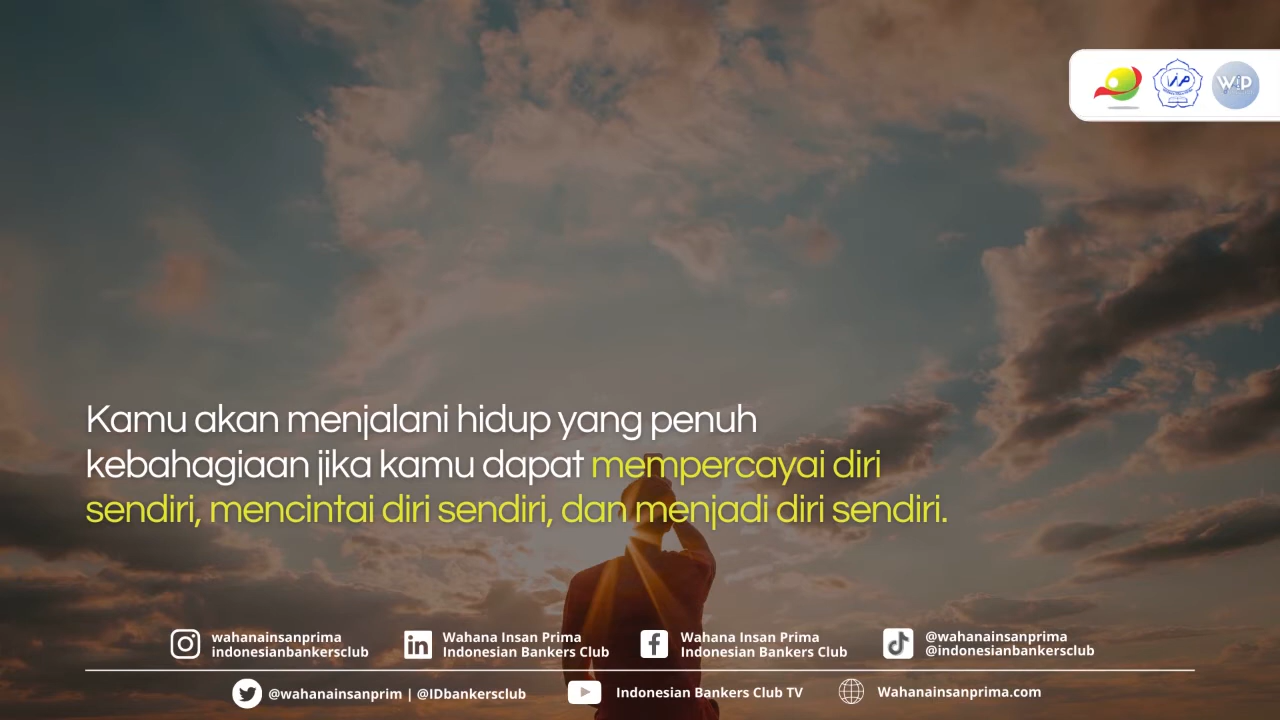 WiP
Kamu akan menjalani hidup yang penuh
kebahagiaan jika kamu dapat mempercayai diri
sendiri, mencintai diri sendiri, dan menjadi diri sendiri.
wahanainsanprima
indonesianbankersclub
Wahana Insan Prima
Indonesian Bankers Club
Wahana Insan Prima
Indonesian Bankers Club
@wahanainsanprima
@indonesianbankersclub
@wahanainsanprim | @IDbankersclub
Indonesian Bankers Club TV
Wahanainsanprima.com